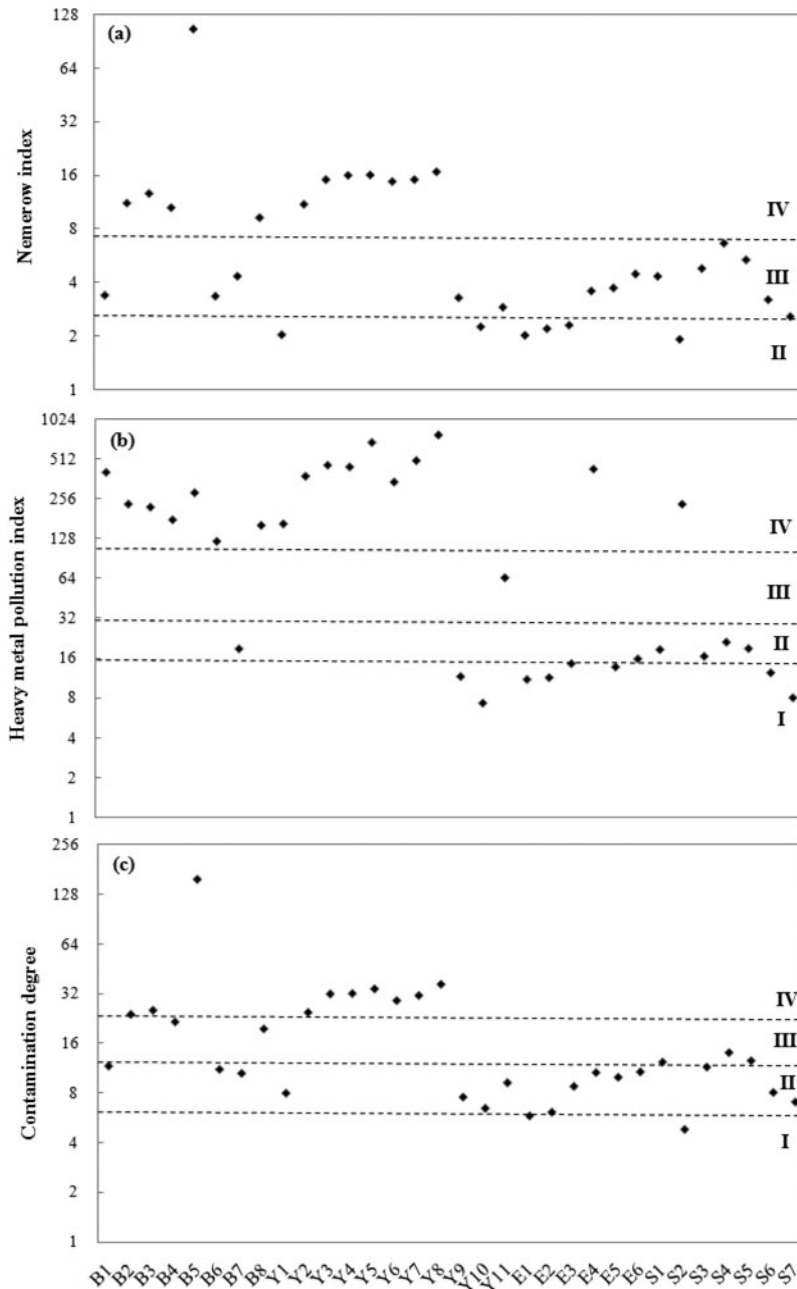 (a)
Nemerow index
128
64
32
16
8
4
2
1
IV
III
II
(b)
Heavy metal pollution index
1024
512
256
128
64
32
16
8
4
2
1
IV
III
II
I
(c)
Contamination degree
256
128
64
32
16
8
4
2
1
IV
III
II
I
B1 B2 B3 B4 B5 B6 B7 B8 Y1 Y2 Y3 Y4 Y5 Y6 Y7 Y8 Y9 Y10 Y11 E1 E2 E3 E4 E5 E6 S1 S2 S3 S4 S5 S6 S7